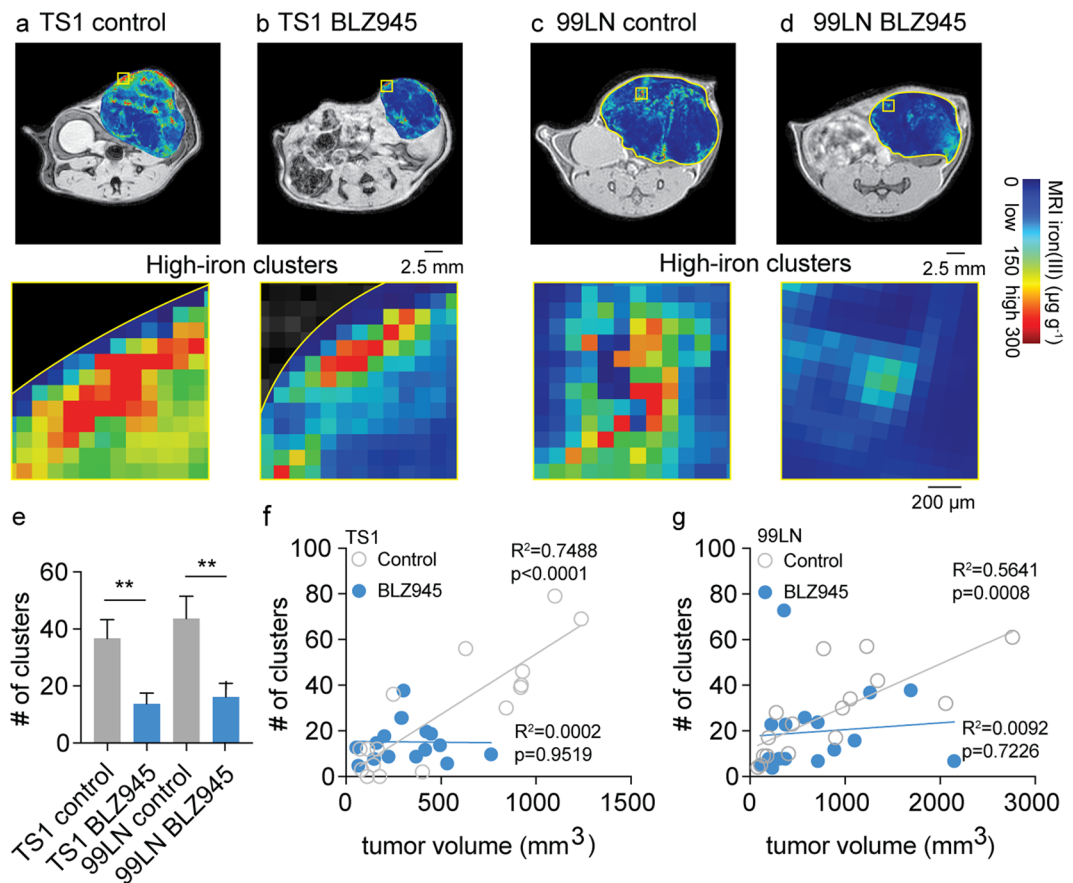 a TS1 control
b TS1 BLZ945
c 99LN control
d 99LN BLZ945
2.5 mm
2.5 mm
High-iron clusters
High-iron clusters
0 low 150 high 300
MRI iron(III) (µg g⁻¹)
200 µm
e
# of clusters
60
40
20
0
**
**
TS1 control
TS1 BLZ945
99LN control
99LN BLZ945
f
TS1
Control
BLZ945
R²=0.7488
p<0.0001
R²=0.0002
p=0.9519
# of clusters
100
80
60
40
20
0
0 500 1000 1500
tumor volume (mm³)
g
99LN
Control
BLZ945
R²=0.5641
p=0.0008
R²=0.0092
p=0.7226
# of clusters
100
80
60
40
20
0
0 1000 2000 3000
tumor volume (mm³)